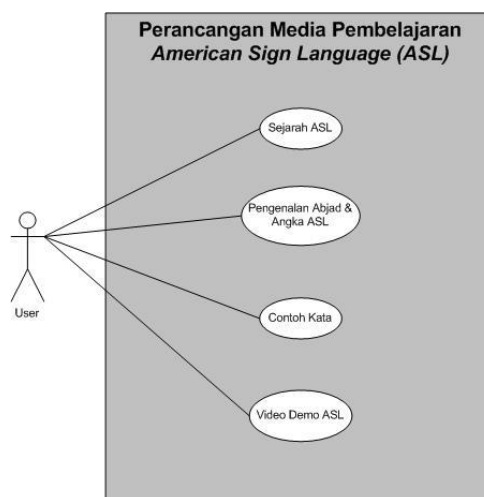 Perancangan Media Pembelajaran
American Sign Language (ASL)
Sejarah ASL
Pengenalan Abjad &
Angka ASL
User
Contoh Kata
Video Demo ASL